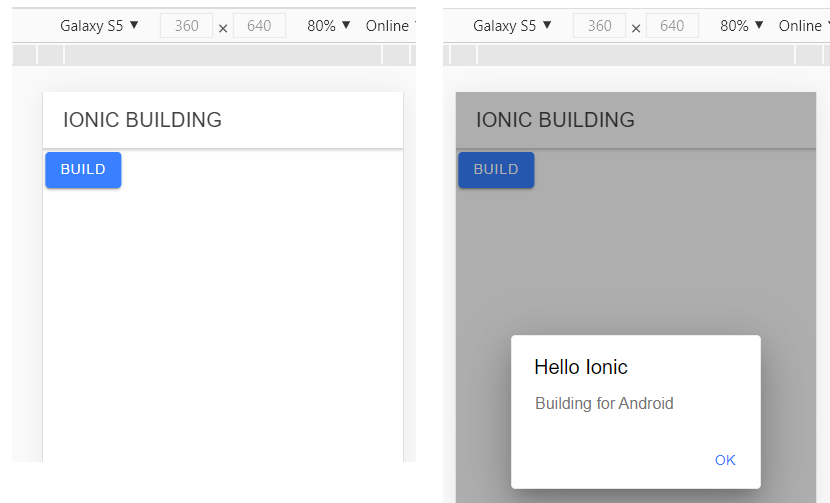 Galaxy S5 ▼ 360 × 640 80% ▼ Online
IONIC BUILDING
BUILD
Galaxy S5 ▼ 360 × 640 80% ▼ Online
IONIC BUILDING
BUILD
Hello Ionic
Building for Android
OK